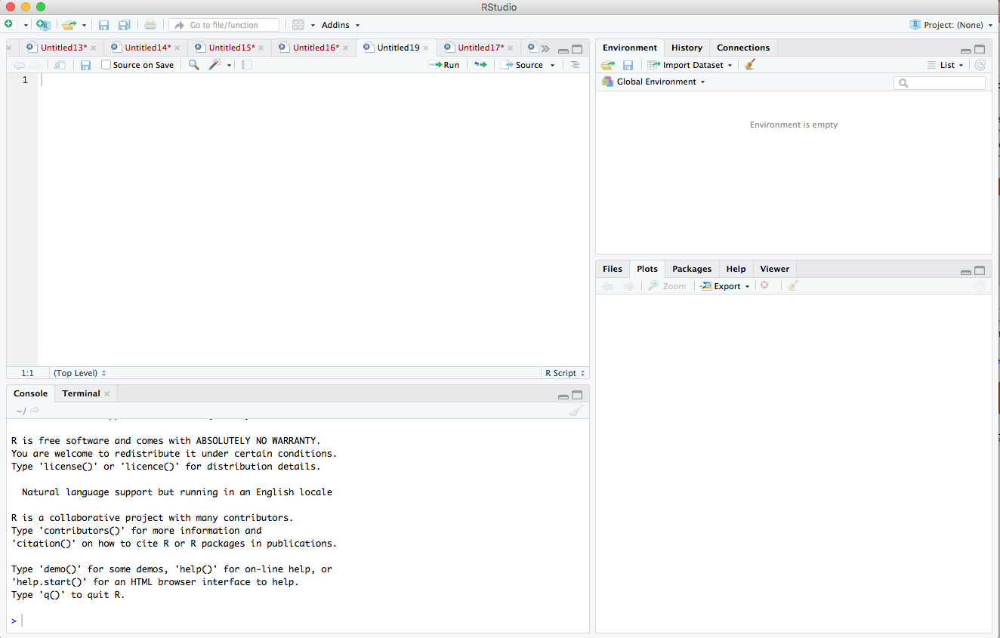 RStudio
Go to file/function
Addins
Project: (None)
Untitled13* Untitled14* Untitled15* Untitled16* Untitled19 Untitled17*
Source on Save Run Source
1
1:1 (Top Level) R Script
Console Terminal
~/
R is free software and comes with ABSOLUTELY NO WARRANTY.
You are welcome to redistribute it under certain conditions.
Type 'license()' or 'licence()' for distribution details.
Natural language support but running in an English locale
R is a collaborative project with many contributors.
Type 'contributors()' for more information and
'citation()' on how to cite R or R packages in publications.
Type 'demo()' for some demos, 'help()' for on-line help, or
'help.start()' for an HTML browser interface to help.
Type 'q()' to quit R.
>
Environment History Connections
Import Dataset List
Global Environment
Environment is empty
Files Plots Packages Help Viewer
Zoom Export